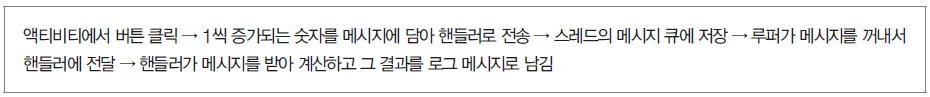 액티비티에서 버튼 클릭 → 1씩 증가되는 숫자를 메시지에 담아 핸들러로 전송 → 스레드의 메시지 큐에 저장 → 루퍼가 메시지를 꺼내서
핸들러에 전달 → 핸들러가 메시지를 받아 계산하고 그 결과를 로그 메시지로 남김